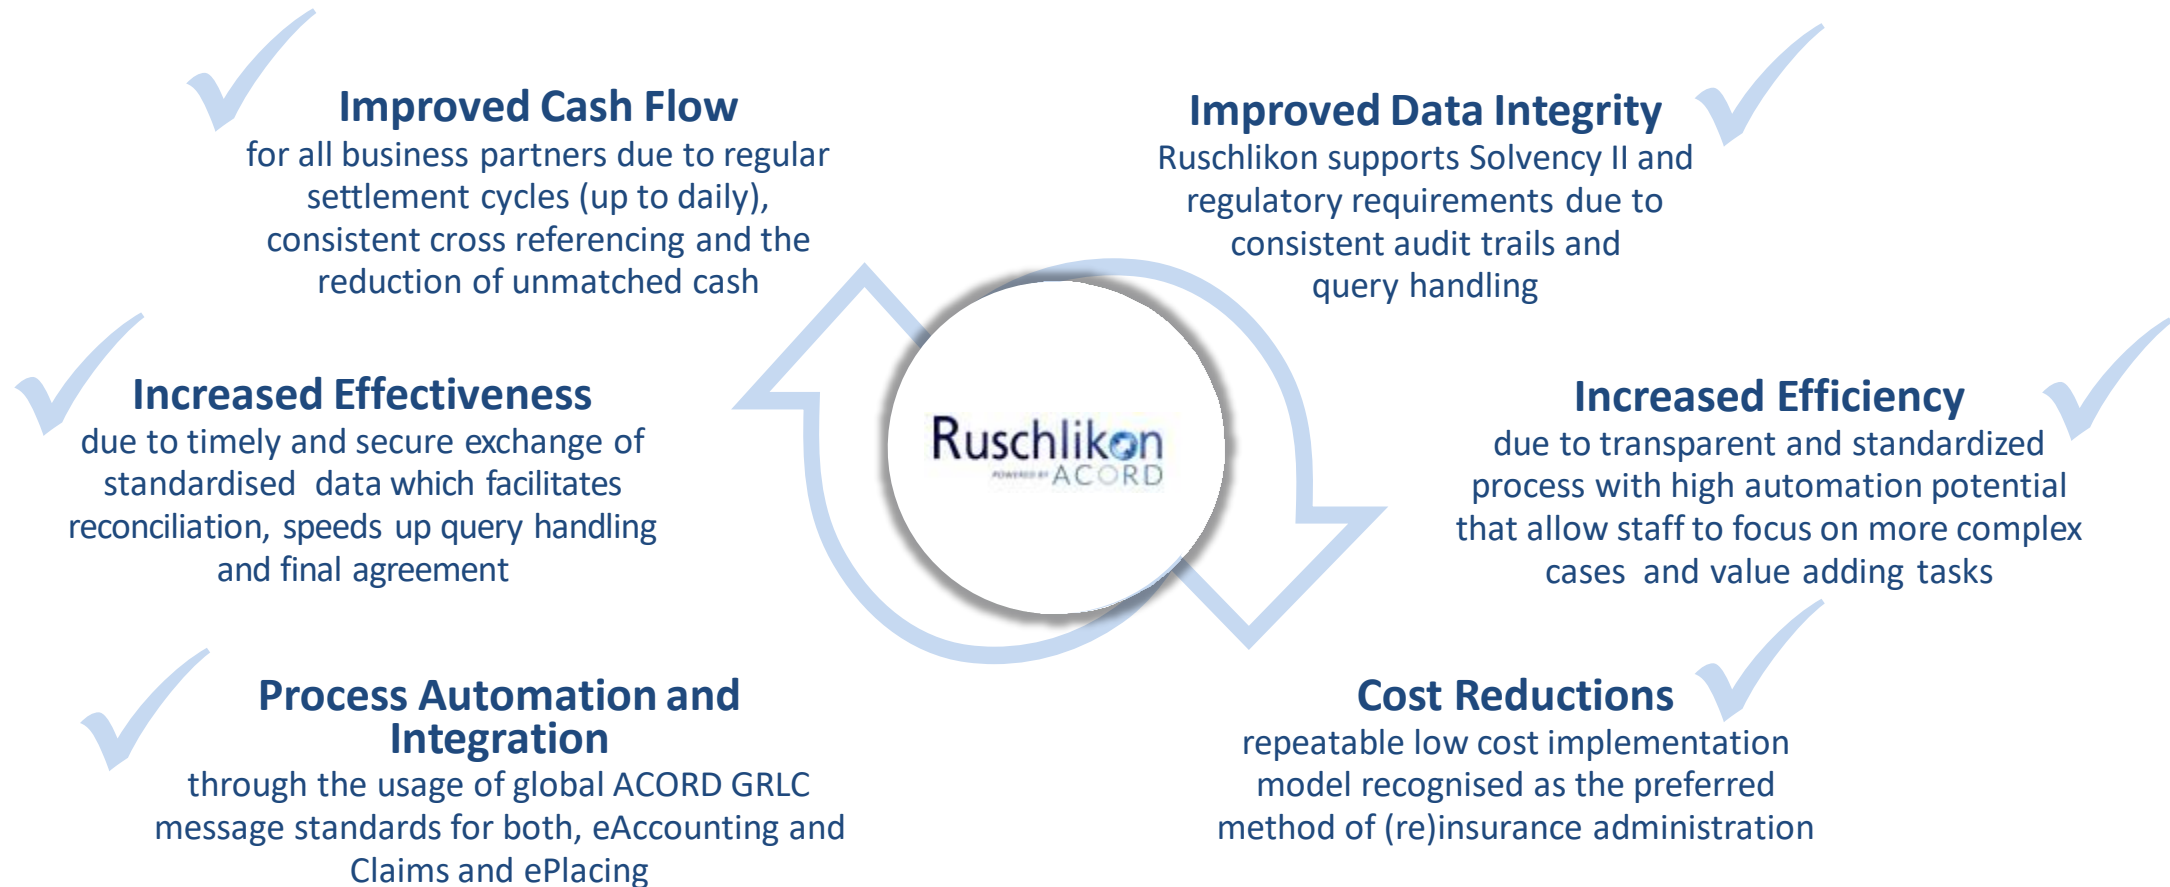 Improved Cash Flow
for all business partners due to regular
settlement cycles (up to daily),
consistent cross referencing and the
reduction of unmatched cash
Improved Data Integrity
Ruschlikon supports Solvency II and
regulatory requirements due to
consistent audit trails and
query handling
Increased Effectiveness
due to timely and secure exchange of
standardised data which facilitates
reconciliation, speeds up query handling
and final agreement
Ruschlikon
POWERED BY ACORD
Increased Efficiency
due to transparent and standardized
process with high automation potential
that allow staff to focus on more complex
cases and value adding tasks
Process Automation and
Integration
through the usage of global ACORD GRLC
message standards for both, eAccounting and
Claims and ePlacing
Cost Reductions
repeatable low cost implementation
model recognised as the preferred
method of (re)insurance administration